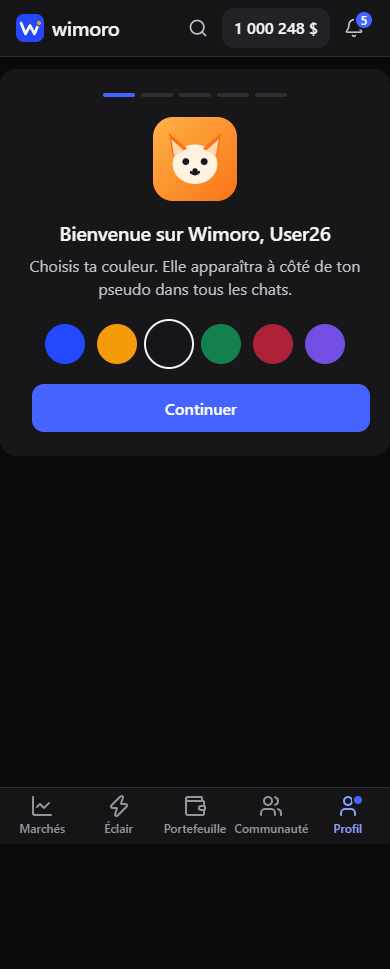 wimoro
1 000 248 $
5
Bienvenue sur Wimoro, User26
Choisis ta couleur. Elle apparaîtra à côté de ton
pseudo dans tous les chats.
Continuer
Marchés
Éclair
Portefeuille
Communauté
Profil